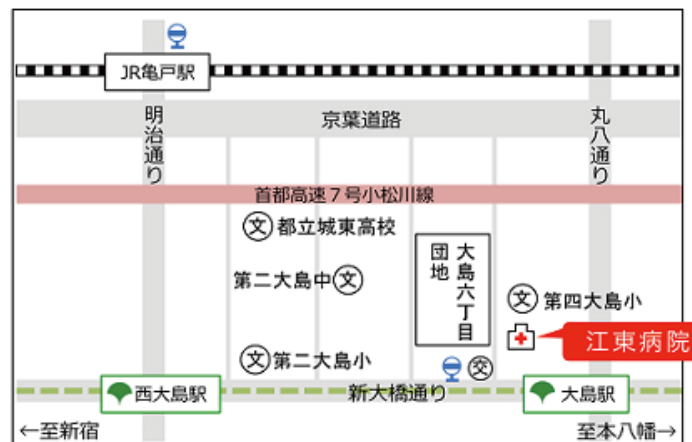 JR亀戸駅
明治通り
京葉道路
丸八通り
首都高速7号小松川線
文 都立城東高校
第二大島中 文
大島六丁目
団地
文 第四大島小
江東病院
文 第二大島小
交
西大島駅
新大橋通り
大島駅
←至新宿
至本八幡→